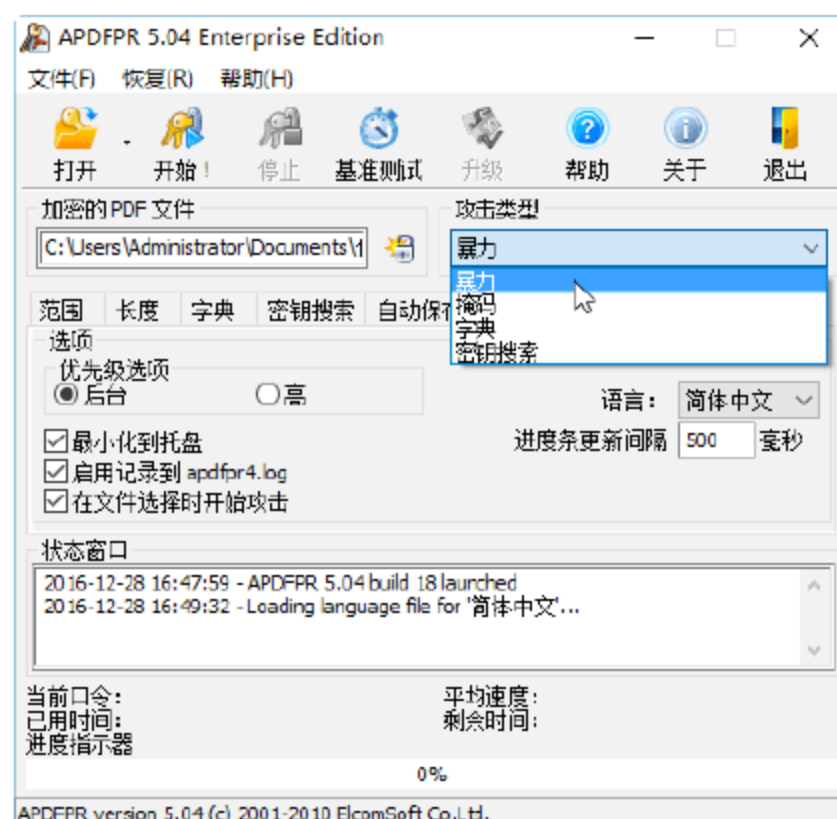 APDFPR 5.04 Enterprise Edition
文件(F) 恢复(R) 帮助(H)
打开 开始! 停止 基准测试 升级 帮助 关于 退出
加密的 PDF 文件 攻击类型
C:\Users\Administrator\Documents\ 暴力
暴力
掩码
字典
密钥搜索
范围 长度 字典 密钥搜索 自动保
选项
优先级选项
后台 高 语言: 简体中文
最小化到托盘 进度条更新间隔 500 毫秒
启用记录到 apdfpr4.log
在文件选择时开始攻击
状态窗口
2016-12-28 16:47:59 - APDFPR 5.04 build 18 launched
2016-12-28 16:49:32 - Loading language file for '简体中文'...
当前口令: 平均速度:
已用时间: 剩余时间:
进度指示器
0%
APDFPR version 5.04 (c) 2001-2010 ElcomSoft Co.Ltd.